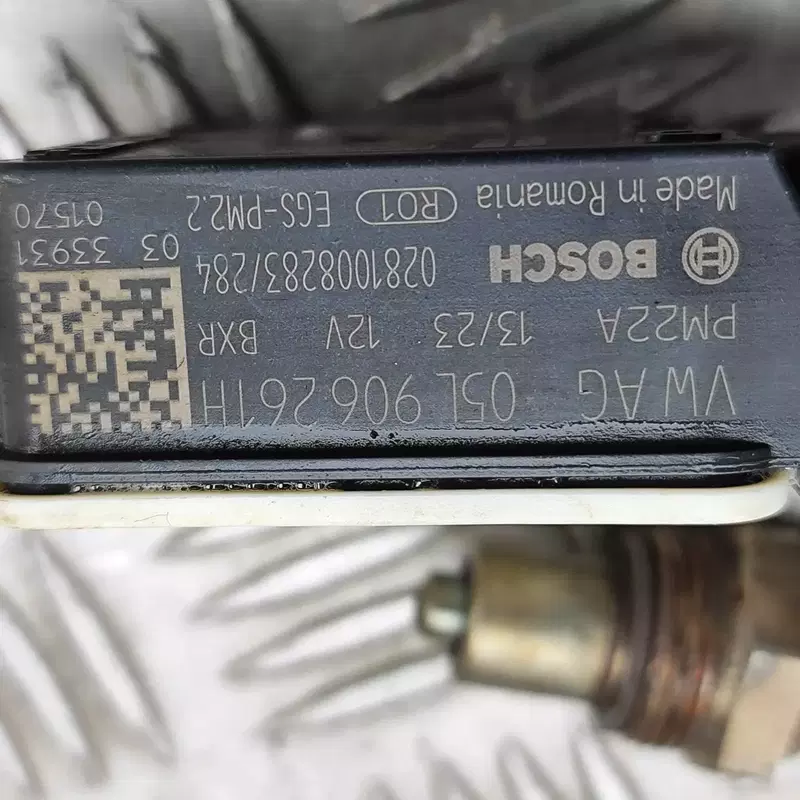 VW AG 05L 906 261H
PM22A 13/23 12V BXR
BOSCH 0281008283/284
Made in Romania R01 EGS-PM2.2
03 33931
01570